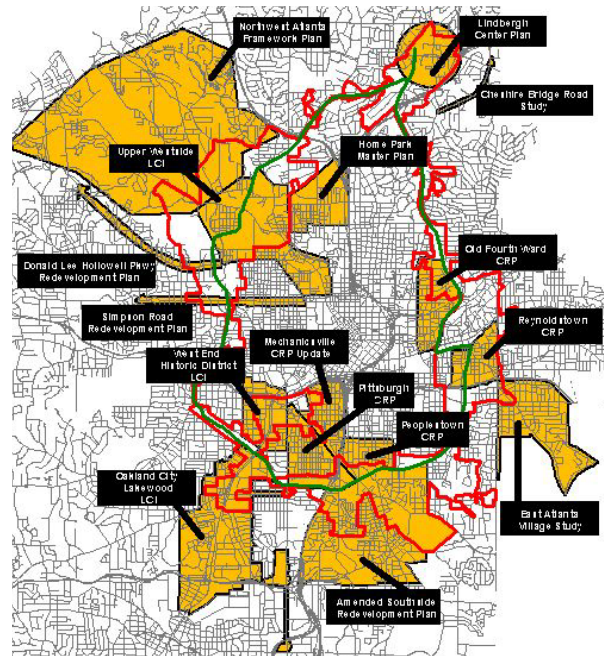 Northwest Atlanta
Framework Plan
Lindbergh
Center Plan
Cheshire Bridge Road
Study
Upper Westside
LCI
Home Park
Master Plan
Donald Lee Hollowell Pkwy
Redevelopment Plan
Old Fourth Ward
CRP
Simpson Road
Redevelopment Plan
Reynoldstown
CRP
Mechanicsville
CRP Update
West End
Historic District
LCI
Pittsburgh
CRP
Peoplestown
CRP
Oakland City
Lakewood
LCI
East Atlanta
Village Study
Amended Southside
Redevelopment Plan